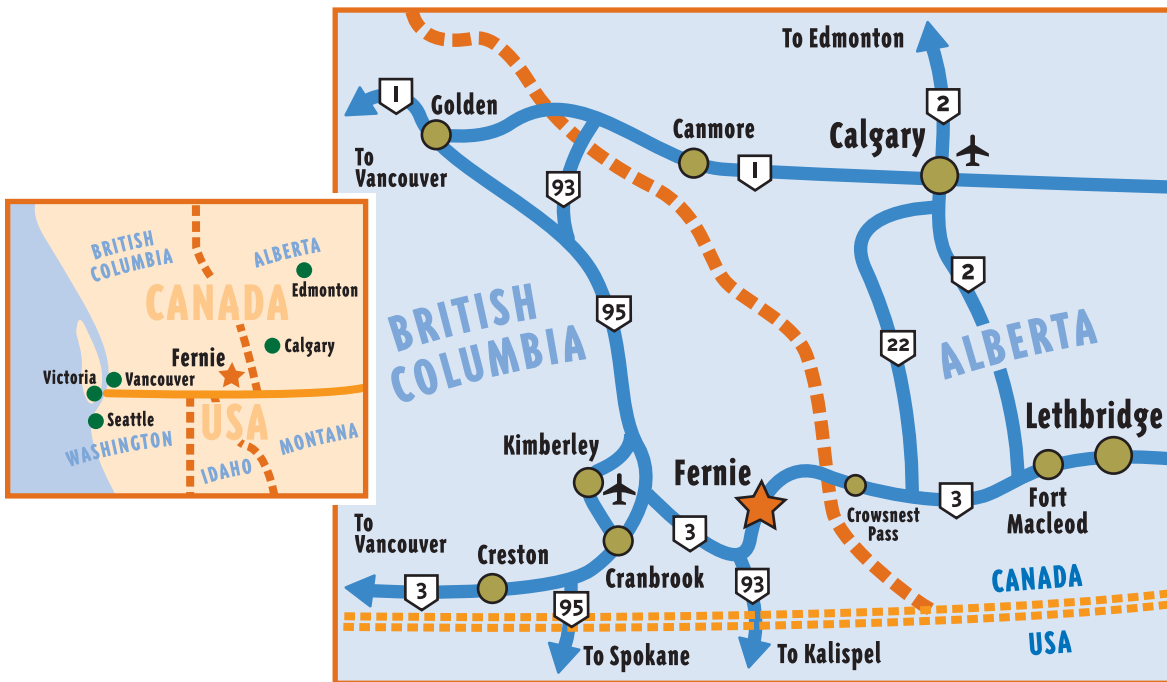 To Edmonton
1
2
Golden
Canmore
Calgary
To
Vancouver
93
1
BRITISH
COLUMBIA
ALBERTA
Edmonton
CANADA
2
95
BRITISH
COLUMBIA
22
ALBERTA
Calgary
Fernie
Victoria
Vancouver
Seattle
USA
WASHINGTON
IDAHO
MONTANA
Kimberley
Fernie
Lethbridge
Crowsnest
Pass
3
Fort
Macleod
To
Vancouver
3
Creston
Cranbrook
3
95
93
CANADA
USA
To Spokane
To Kalispel